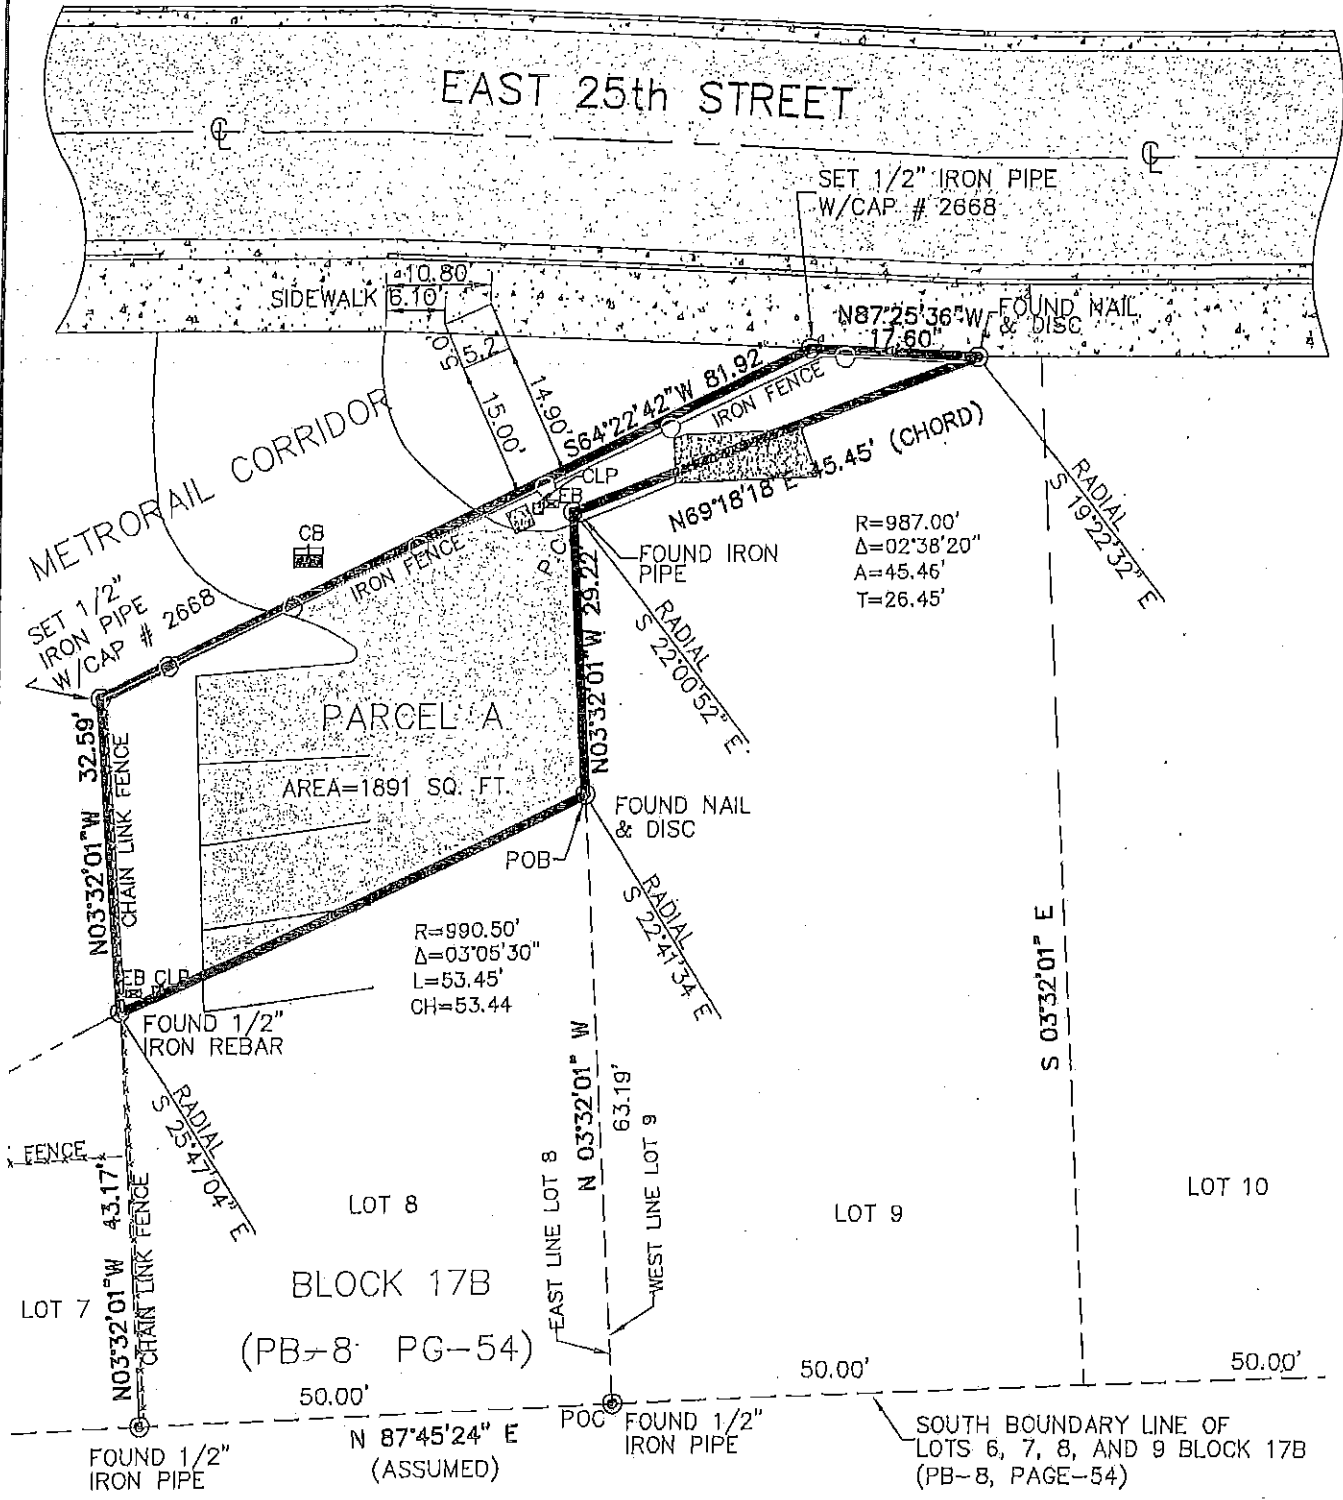 EAST 25th STREET
SET 1/2" IRON PIPE
W/CAP # 2668
10.80
SIDEWALK
6.10'
N87°25'36"W
17.60"
FOUND NAIL
& DISC
5.2
14.90'
15.00'
S64°22'42"W 81.92'
IRON FENCE
METRORAIL CORRIDOR
CLP
EB
N69°18'18"E 45.45' (CHORD)
RADIAL
S 19°22'32" E
R=987.00'
Δ=02°38'20"
A=45.46'
T=26.45'
CB
IRON FENCE
P.C.
FOUND IRON
PIPE
SET 1/2"
IRON PIPE
W/CAP # 2668
RADIAL
S 22°00'52" E
N03°32'01"W 29.22'
PARCEL A
AREA=1891 SQ. FT.
N03°32'01"W 32.59'
CHAIN LINK FENCE
FOUND NAIL
& DISC
POB
RADIAL
S 22°41'34 E
R=990.50'
Δ=03°05'30"
L=53.45'
CH=53.44
EB CLP
FOUND 1/2"
IRON REBAR
S 03°32'01" E
N 03°32'01" W
63.19'
RADIAL
S 25°47'04" E
FENCE
N03°32'01"W 43.17'
CHAIN LINK FENCE
LOT 8
EAST LINE LOT 8
WEST LINE LOT 9
LOT 9
LOT 10
BLOCK 17B
(PB-8 PG-54)
LOT 7
50.00'
50.00'
50.00'
N 87°45'24" E
(ASSUMED)
POC
FOUND 1/2"
IRON PIPE
FOUND 1/2"
IRON PIPE
SOUTH BOUNDARY LINE OF
LOTS 6, 7, 8, AND 9 BLOCK 17B
(PB-8, PAGE-54)